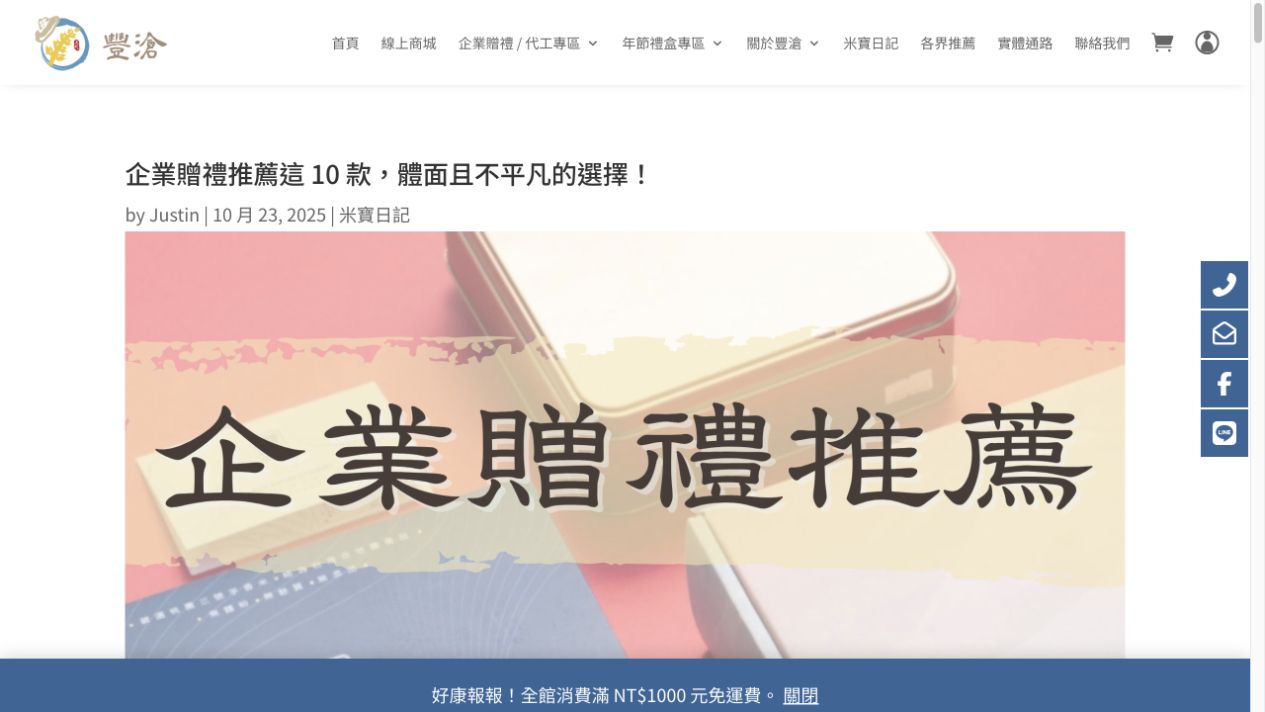 豐滄
首頁 線上商城 企業贈禮 / 代工專區 年節禮盒專區 關於豐滄 米寶日記 各界推薦 實體通路 聯絡我們
企業贈禮推薦這 10 款，體面且不平凡的選擇！
by Justin | 10 月 23, 2025 | 米寶日記
企業贈禮推薦
LINE
好康報報！全館消費滿 NT$1000 元免運費。 關閉